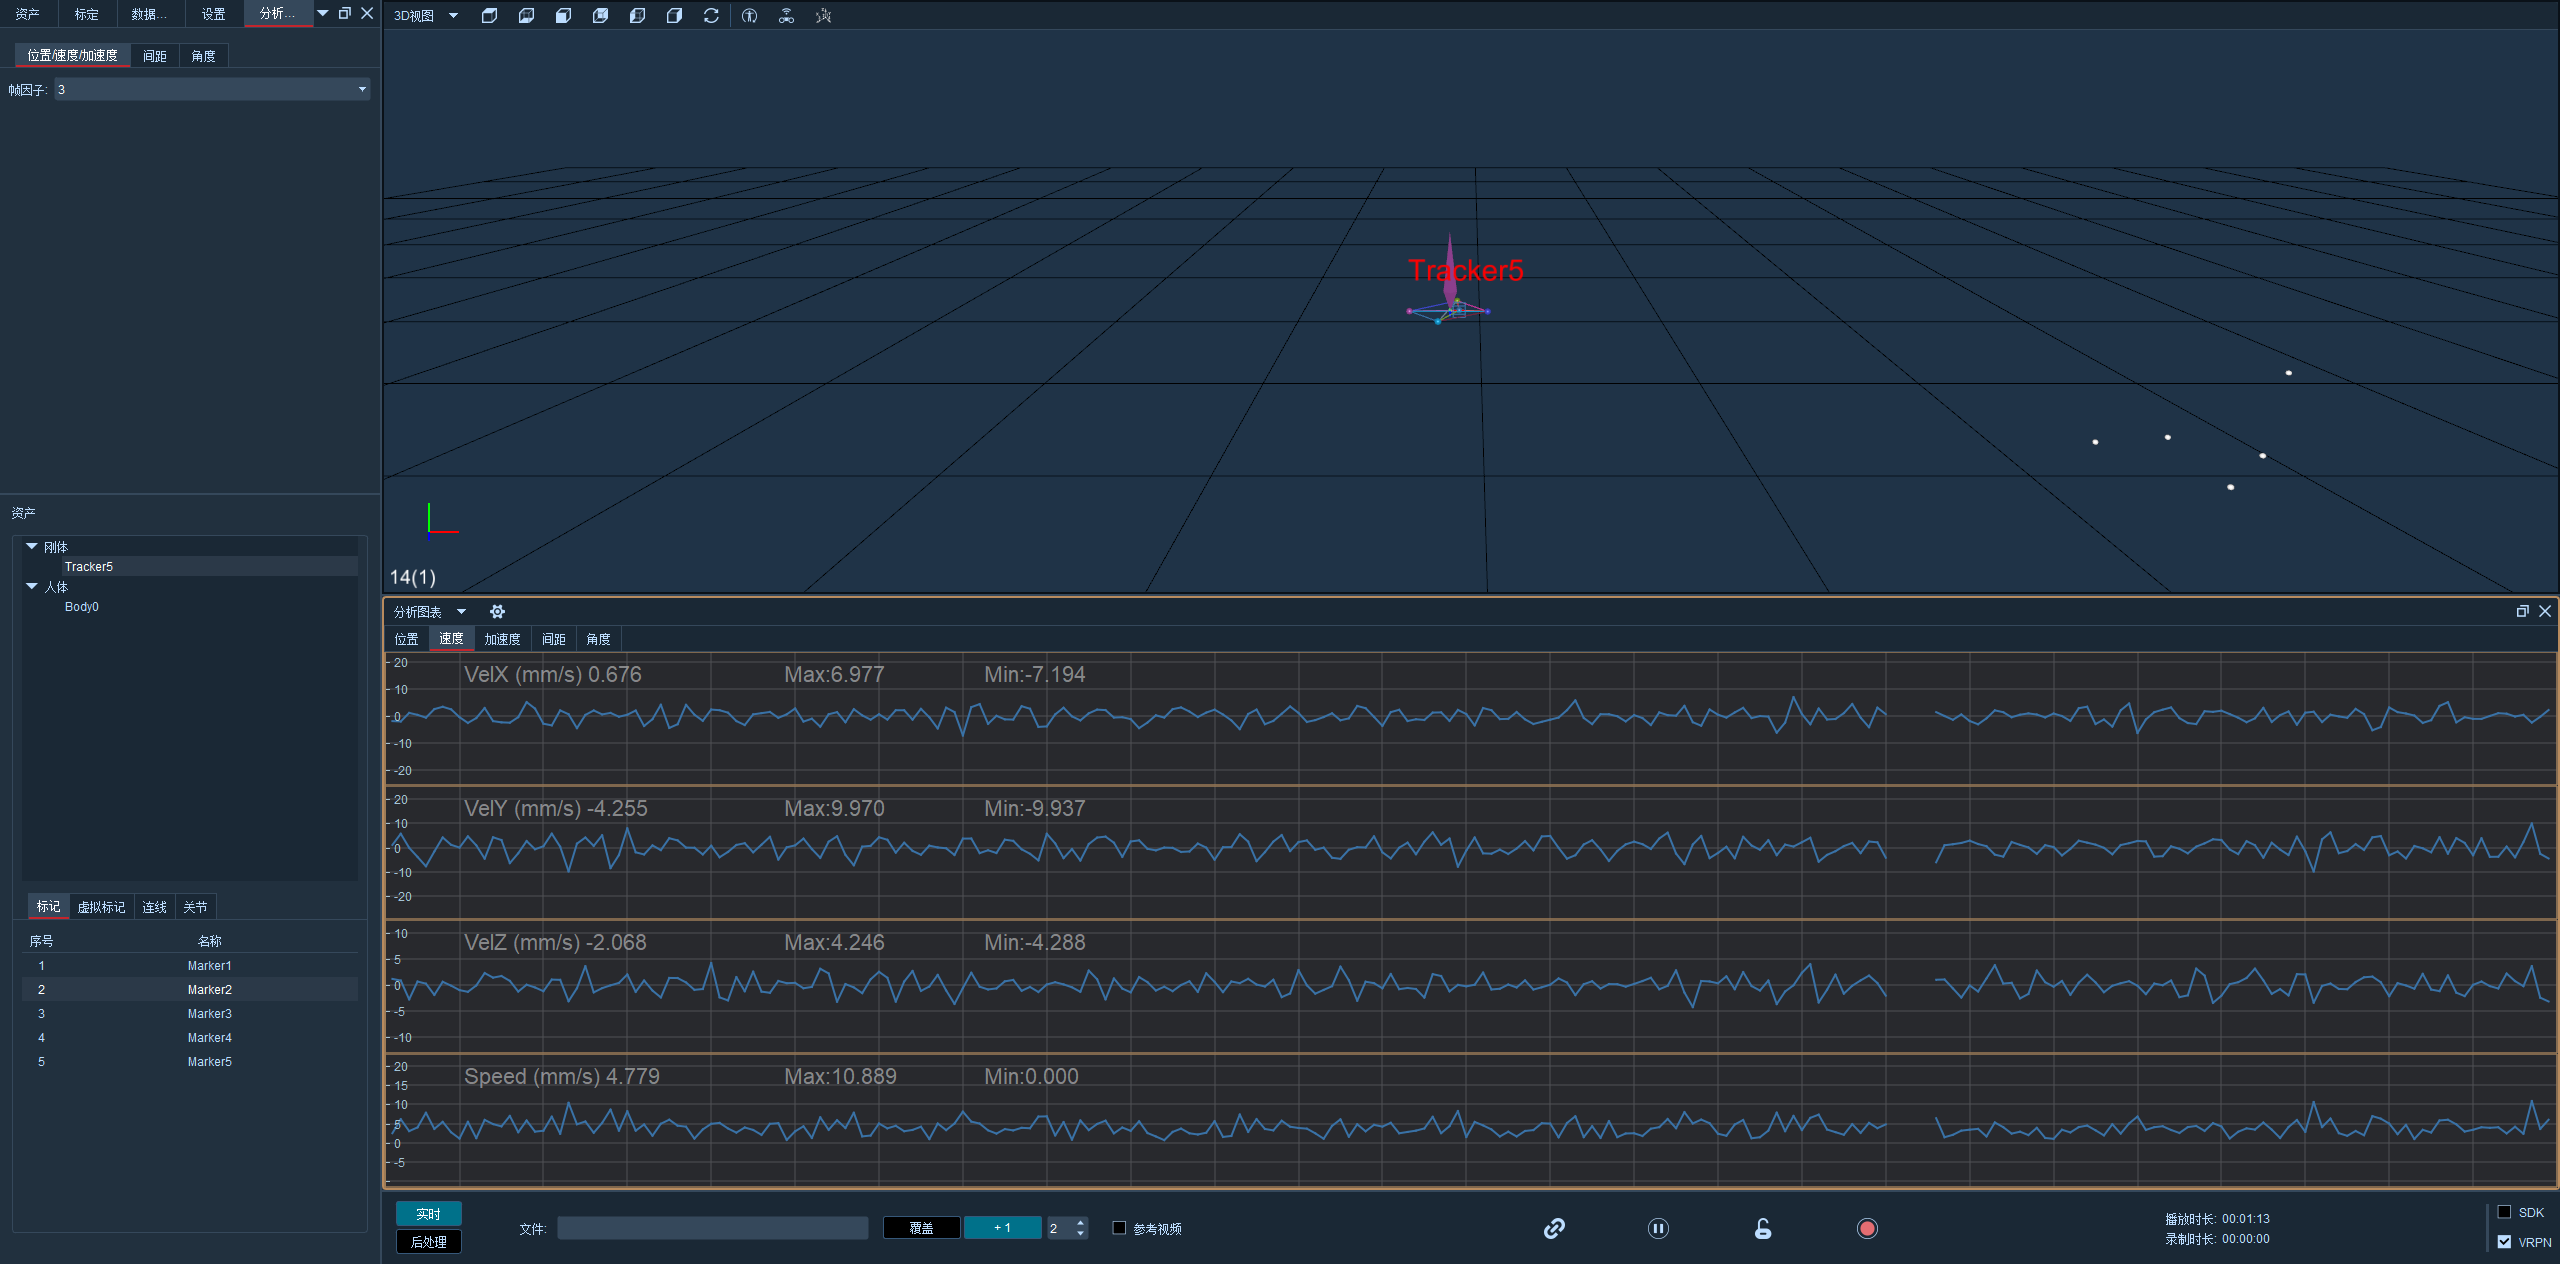 资产 标定 数据... 设置 分析...
位置/速度/加速度 间距 角度
帧因子: 3
3D视图
Tracker5
14(1)
资产
刚体
Tracker5
人体
Body0
标记 虚拟标记 连线 关节
序号 名称
1 Marker1
2 Marker2
3 Marker3
4 Marker4
5 Marker5
分析图表
位置 速度 加速度 间距 角度
VelX (mm/s) 0.676 Max:6.977 Min:-7.194
20
10
0
-10
-20
VelY (mm/s) -4.255 Max:9.970 Min:-9.937
20
10
0
-10
-20
VelZ (mm/s) -2.068 Max:4.246 Min:-4.288
10
5
0
-5
-10
Speed (mm/s) 4.779 Max:10.889 Min:0.000
20
15
10
5
0
-5
实时
后处理
文件: 覆盖 +1 2 参考视频
播放时长: 00:01:13
录制时长: 00:00:00
SDK
VRPN